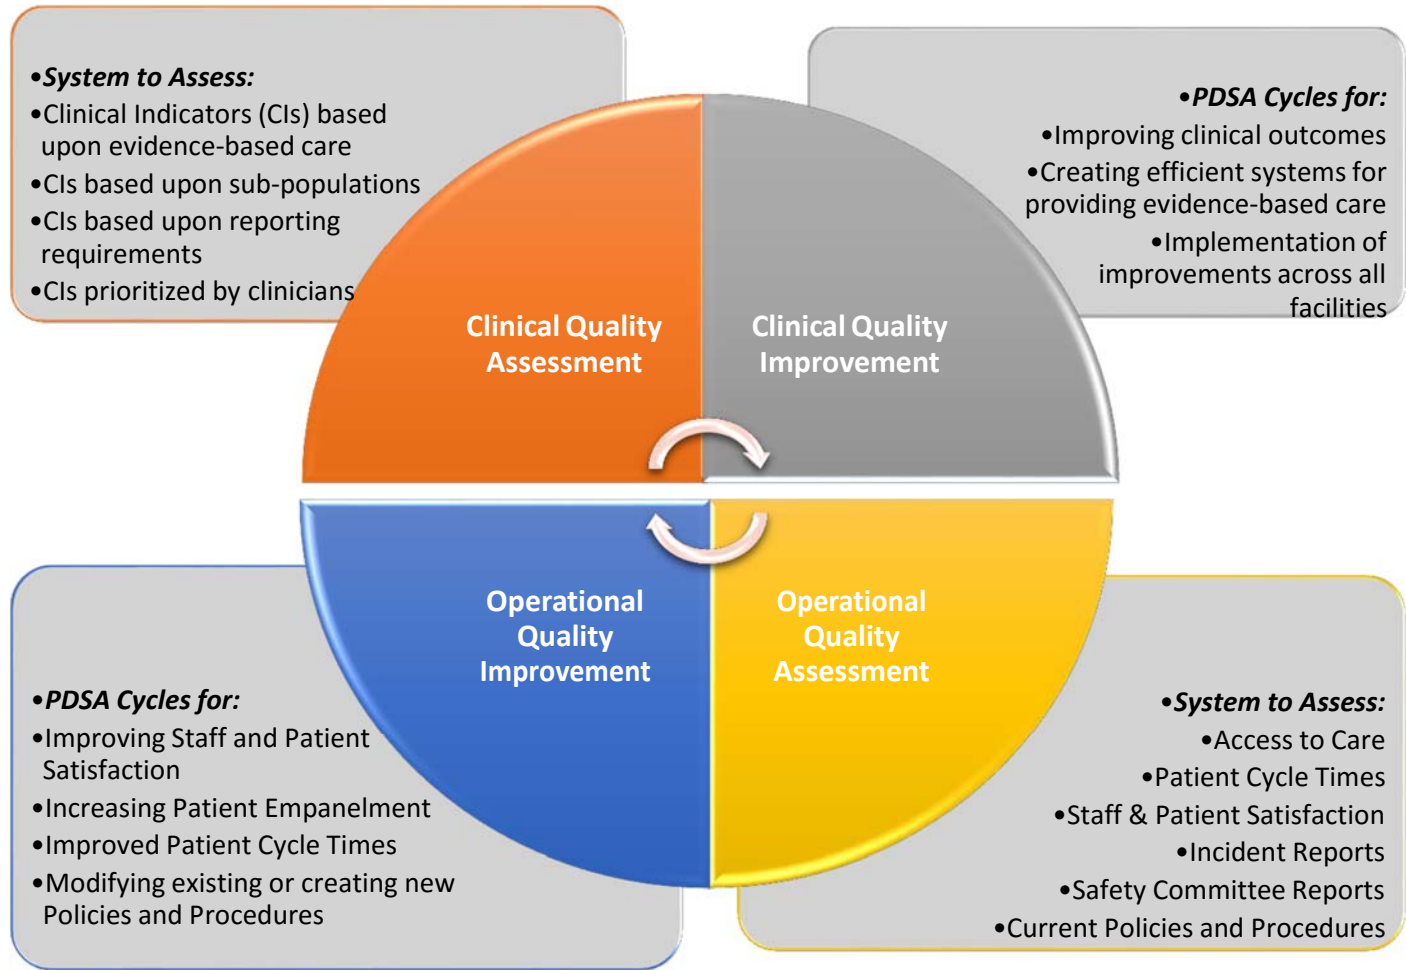 •System to Assess:
•Clinical Indicators (CIs) based
upon evidence-based care
•CIs based upon sub-populations
•CIs based upon reporting
requirements
•CIs prioritized by clinicians
•PDSA Cycles for:
•Improving clinical outcomes
•Creating efficient systems for
providing evidence-based care
•Implementation of
improvements across all
facilities
Clinical Quality
Assessment
Clinical Quality
Improvement
Operational
Quality
Improvement
Operational
Quality
Assessment
•PDSA Cycles for:
•Improving Staff and Patient
Satisfaction
•Increasing Patient Empanelment
•Improved Patient Cycle Times
•Modifying existing or creating new
Policies and Procedures
•System to Assess:
•Access to Care
•Patient Cycle Times
•Staff & Patient Satisfaction
•Incident Reports
•Safety Committee Reports
•Current Policies and Procedures